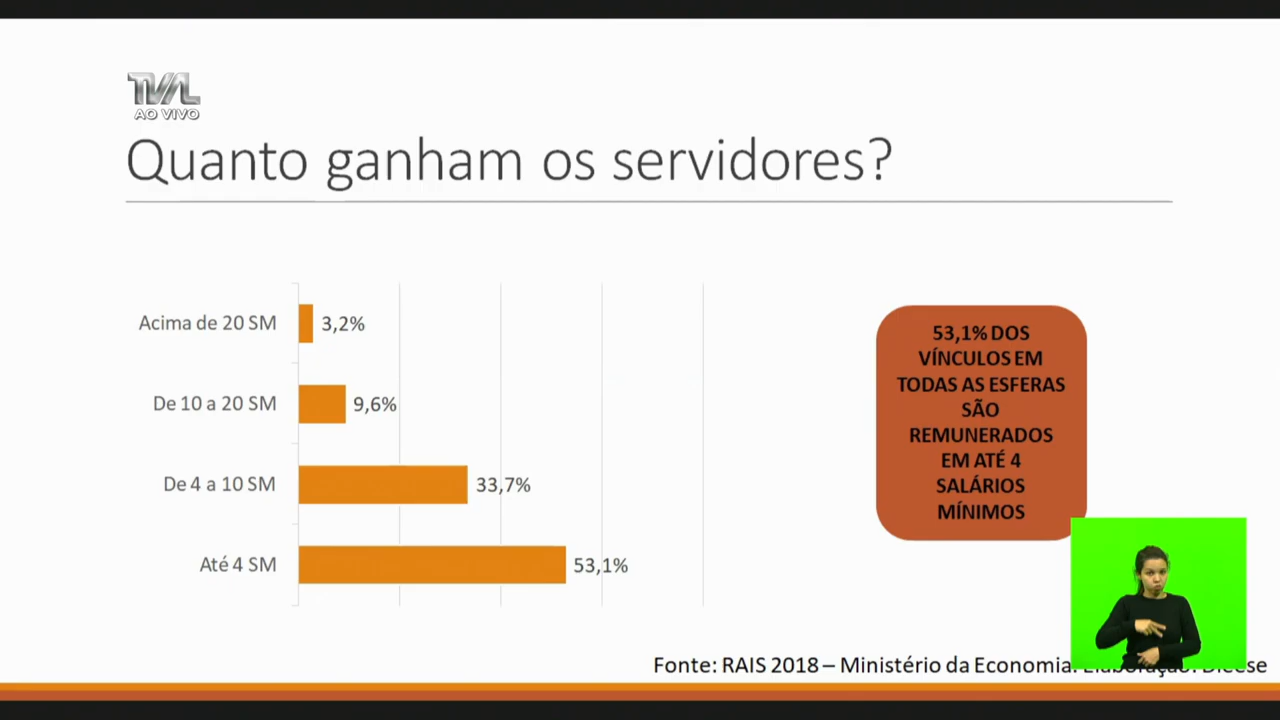 TVAL
AO VIVO
Quanto ganham os servidores?
Acima de 20 SM 3,2%
De 10 a 20 SM 9,6%
De 4 a 10 SM 33,7%
Até 4 SM 53,1%
53,1% DOS
VÍNCULOS EM
TODAS AS ESFERAS
SÃO
REMUNERADOS
EM ATÉ 4
SALÁRIOS
MÍNIMOS
Fonte: RAIS 2018 – Ministério da Economia. Elaboração: Dieese